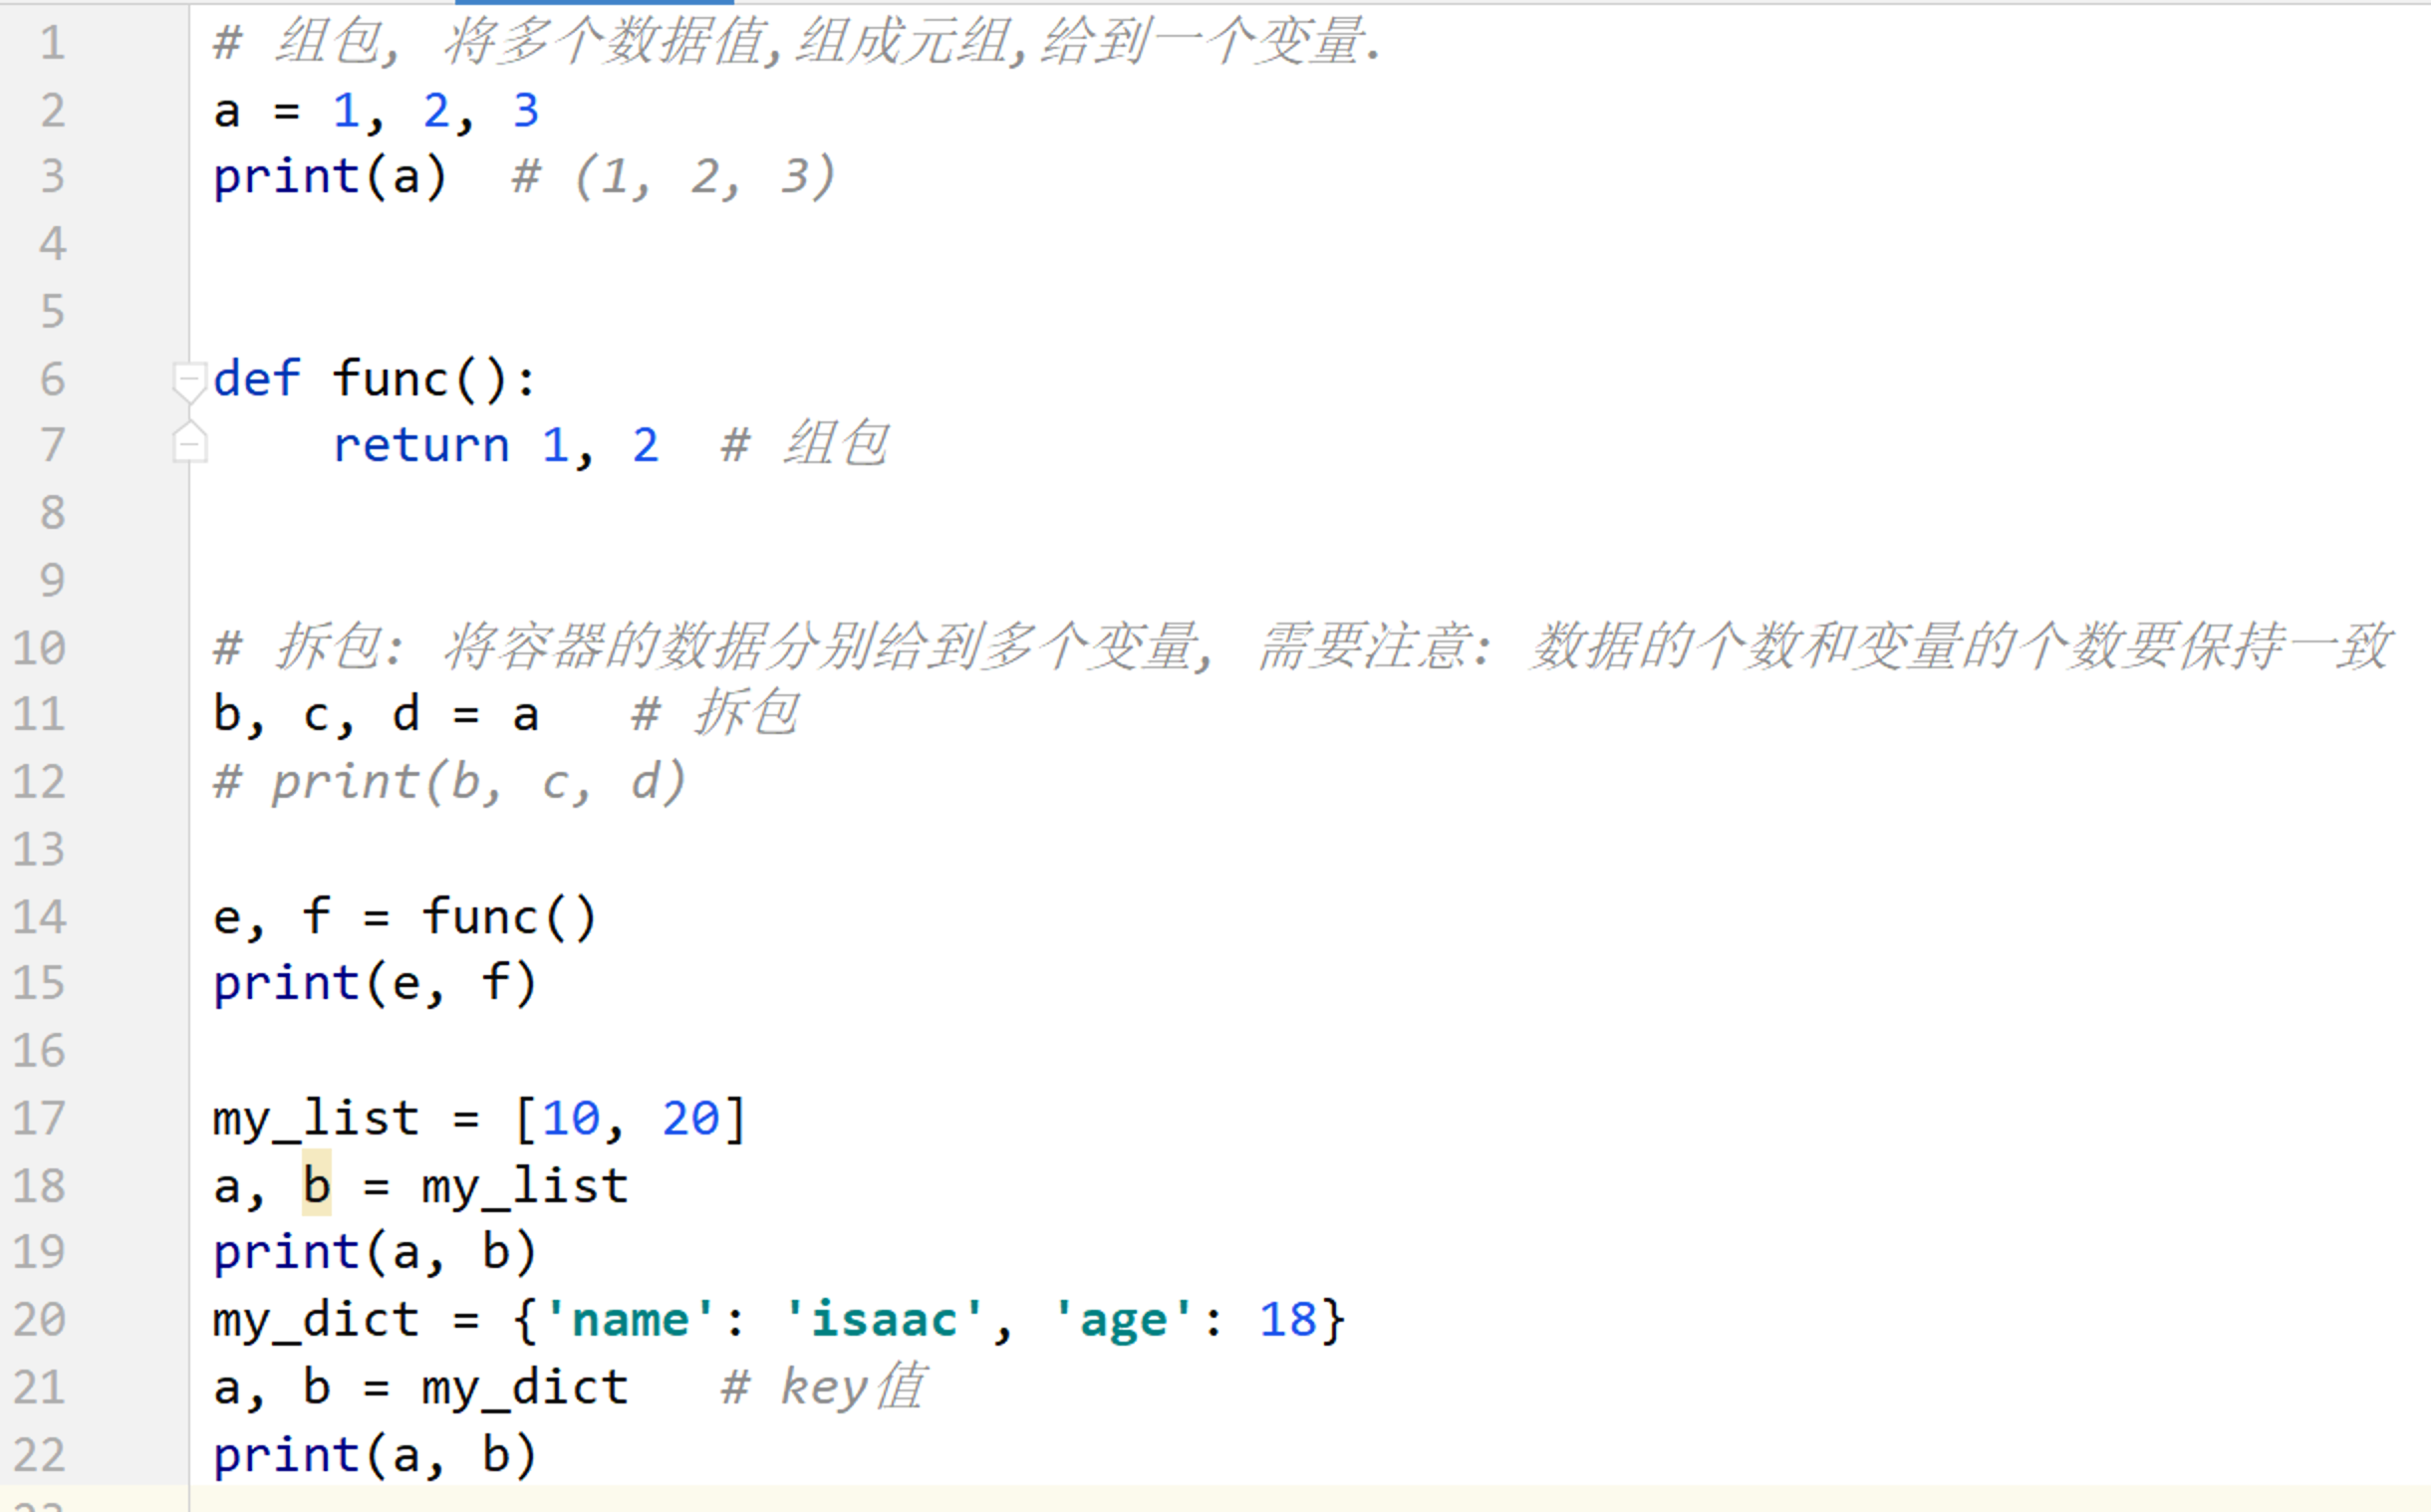 1 # 组包, 将多个数据值,组成元组,给到一个变量.
2 a = 1, 2, 3
3 print(a)  # (1, 2, 3)
4
5
6 def func():
7     return 1, 2  # 组包
8
9
10 # 拆包: 将容器的数据分别给到多个变量, 需要注意: 数据的个数和变量的个数要保持一致
11 b, c, d = a   # 拆包
12 # print(b, c, d)
13
14 e, f = func()
15 print(e, f)
16
17 my_list = [10, 20]
18 a, b = my_list
19 print(a, b)
20 my_dict = {'name': 'isaac', 'age': 18}
21 a, b = my_dict   # key值
22 print(a, b)